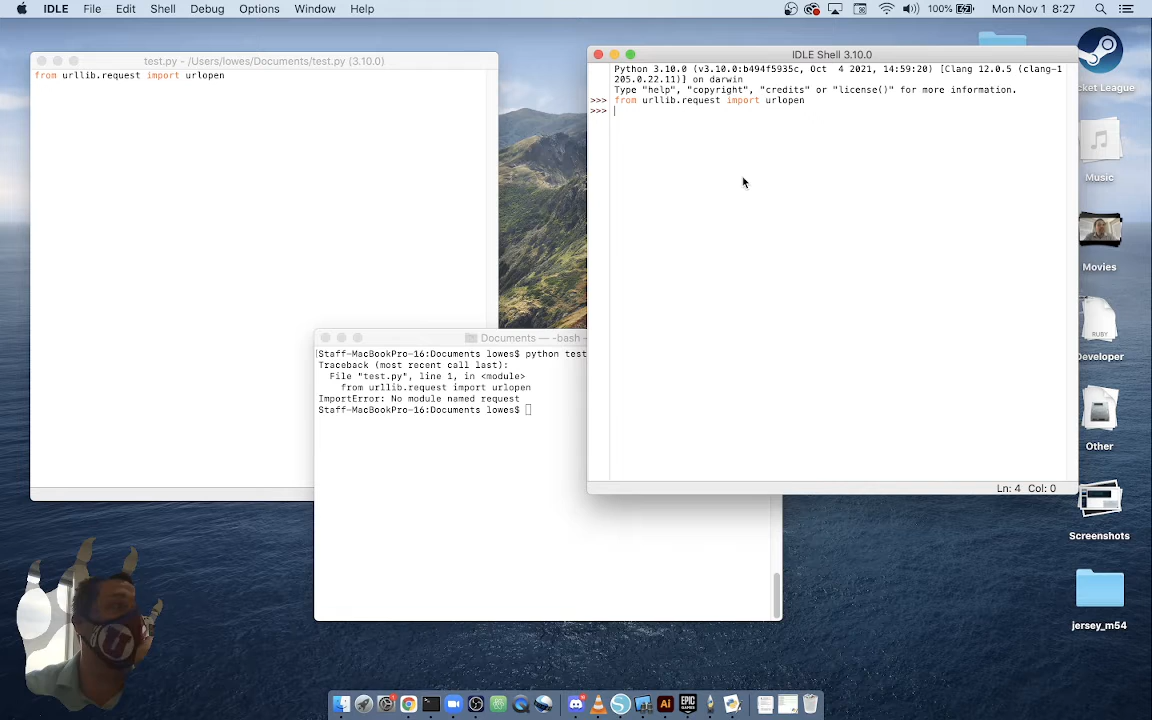 IDLE File Edit Shell Debug Options Window Help
100% Mon Nov 1 8:27
test.py - /Users/lowes/Documents/test.py (3.10.0)
from urllib.request import urlopen
IDLE Shell 3.10.0
Python 3.10.0 (v3.10.0:b494f5935c, Oct 4 2021, 14:59:20) [Clang 12.0.5 (clang-1
205.0.22.11)] on darwin
Type "help", "copyright", "credits" or "license()" for more information.
>>> from urllib.request import urlopen
>>>
Ln: 4 Col: 0
Documents — -bash -
Staff-MacBookPro-16:Documents lowes$ python test
Traceback (most recent call last):
File "test.py", line 1, in <module>
from urllib.request import urlopen
ImportError: No module named request
Staff-MacBookPro-16:Documents lowes$
cket League
Music
Movies
RUBY
Developer
Other
Screenshots
jersey_m54
Ai
EPIC
GAMES